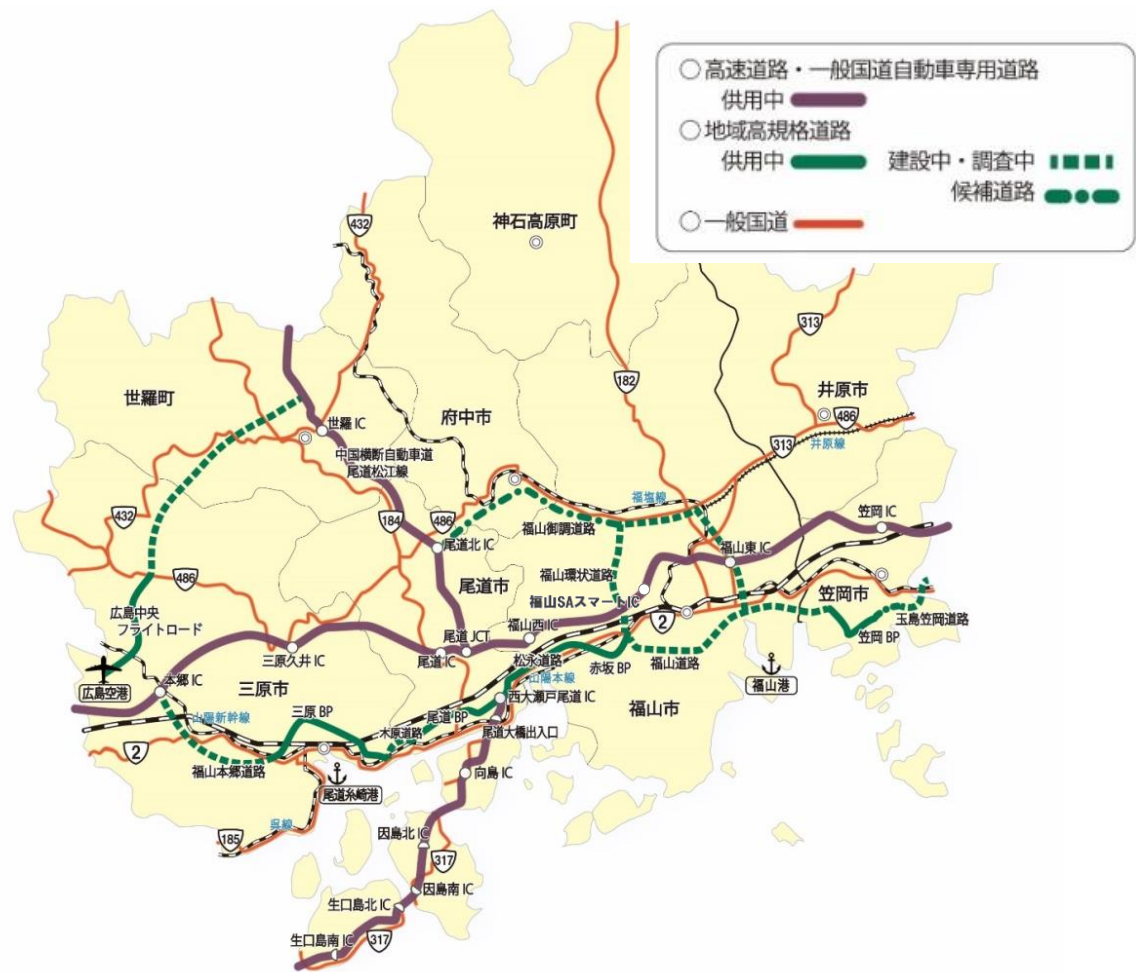 ○高速道路・一般国道自動車専用道路
供用中
○地域高規格道路
供用中
建設中・調査中
候補道路
○一般国道
432
神石高原町
313
182
世羅町
井原市
府中市
486
世羅 IC
313
井原線
中国横断自動車道
尾道松江線
福塩線
432
184
486
笠岡 IC
福山御調道路
尾道北 IC
福山東 IC
486
福山環状道路
尾道市
福山SAスマートIC
笠岡市
広島中央
フライトロード
2
玉島笠岡道路
福山西 IC
尾道 JCT
笠岡 BP
三原久井 IC
尾道 IC
松永道路
赤坂 BP
福山道路
山陽本線
広島空港
本郷 IC
三原市
福山港
西大瀬戸尾道 IC
福山市
三原 BP
尾道 BP
山陽新幹線
尾道大橋出入口
木原道路
2
福山本郷道路
向島 IC
尾道糸崎港
呉線
185
因島北 IC
317
因島南 IC
生口島北 IC
生口島南 IC
317